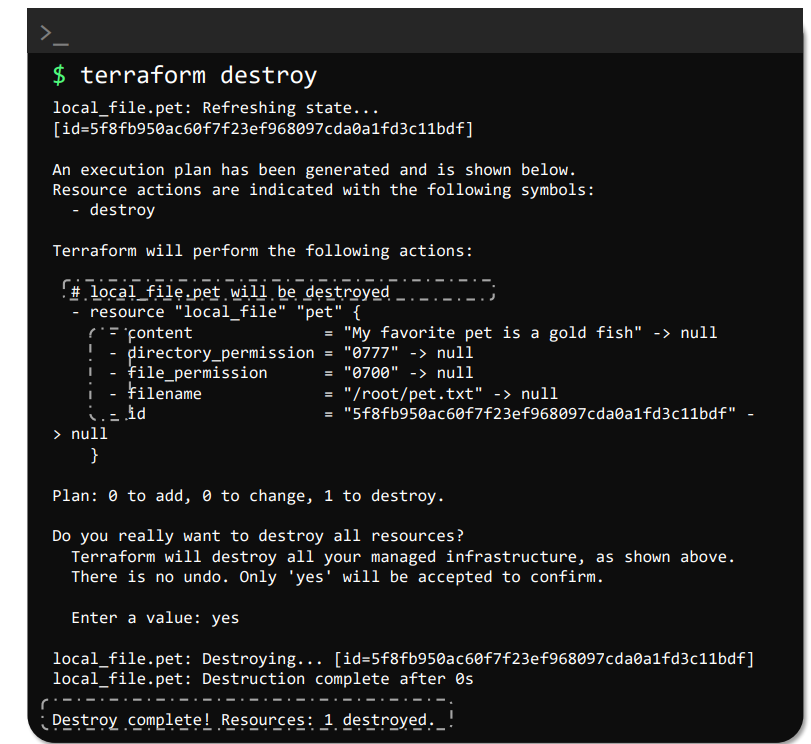 >_
$ terraform destroy
local_file.pet: Refreshing state...
[id=5f8fb950ac60f7f23ef968097cda0a1fd3c11bdf]
An execution plan has been generated and is shown below.
Resource actions are indicated with the following symbols:
- destroy
Terraform will perform the following actions:
# local_file.pet will be destroyed
- resource "local_file" "pet" {
- content = "My favorite pet is a gold fish" -> null
- directory_permission = "0777" -> null
- file_permission = "0700" -> null
- filename = "/root/pet.txt" -> null
- id = "5f8fb950ac60f7f23ef968097cda0a1fd3c11bdf" -
> null
}
Plan: 0 to add, 0 to change, 1 to destroy.
Do you really want to destroy all resources?
Terraform will destroy all your managed infrastructure, as shown above.
There is no undo. Only 'yes' will be accepted to confirm.
Enter a value: yes
local_file.pet: Destroying... [id=5f8fb950ac60f7f23ef968097cda0a1fd3c11bdf]
local_file.pet: Destruction complete after 0s
Destroy complete! Resources: 1 destroyed.